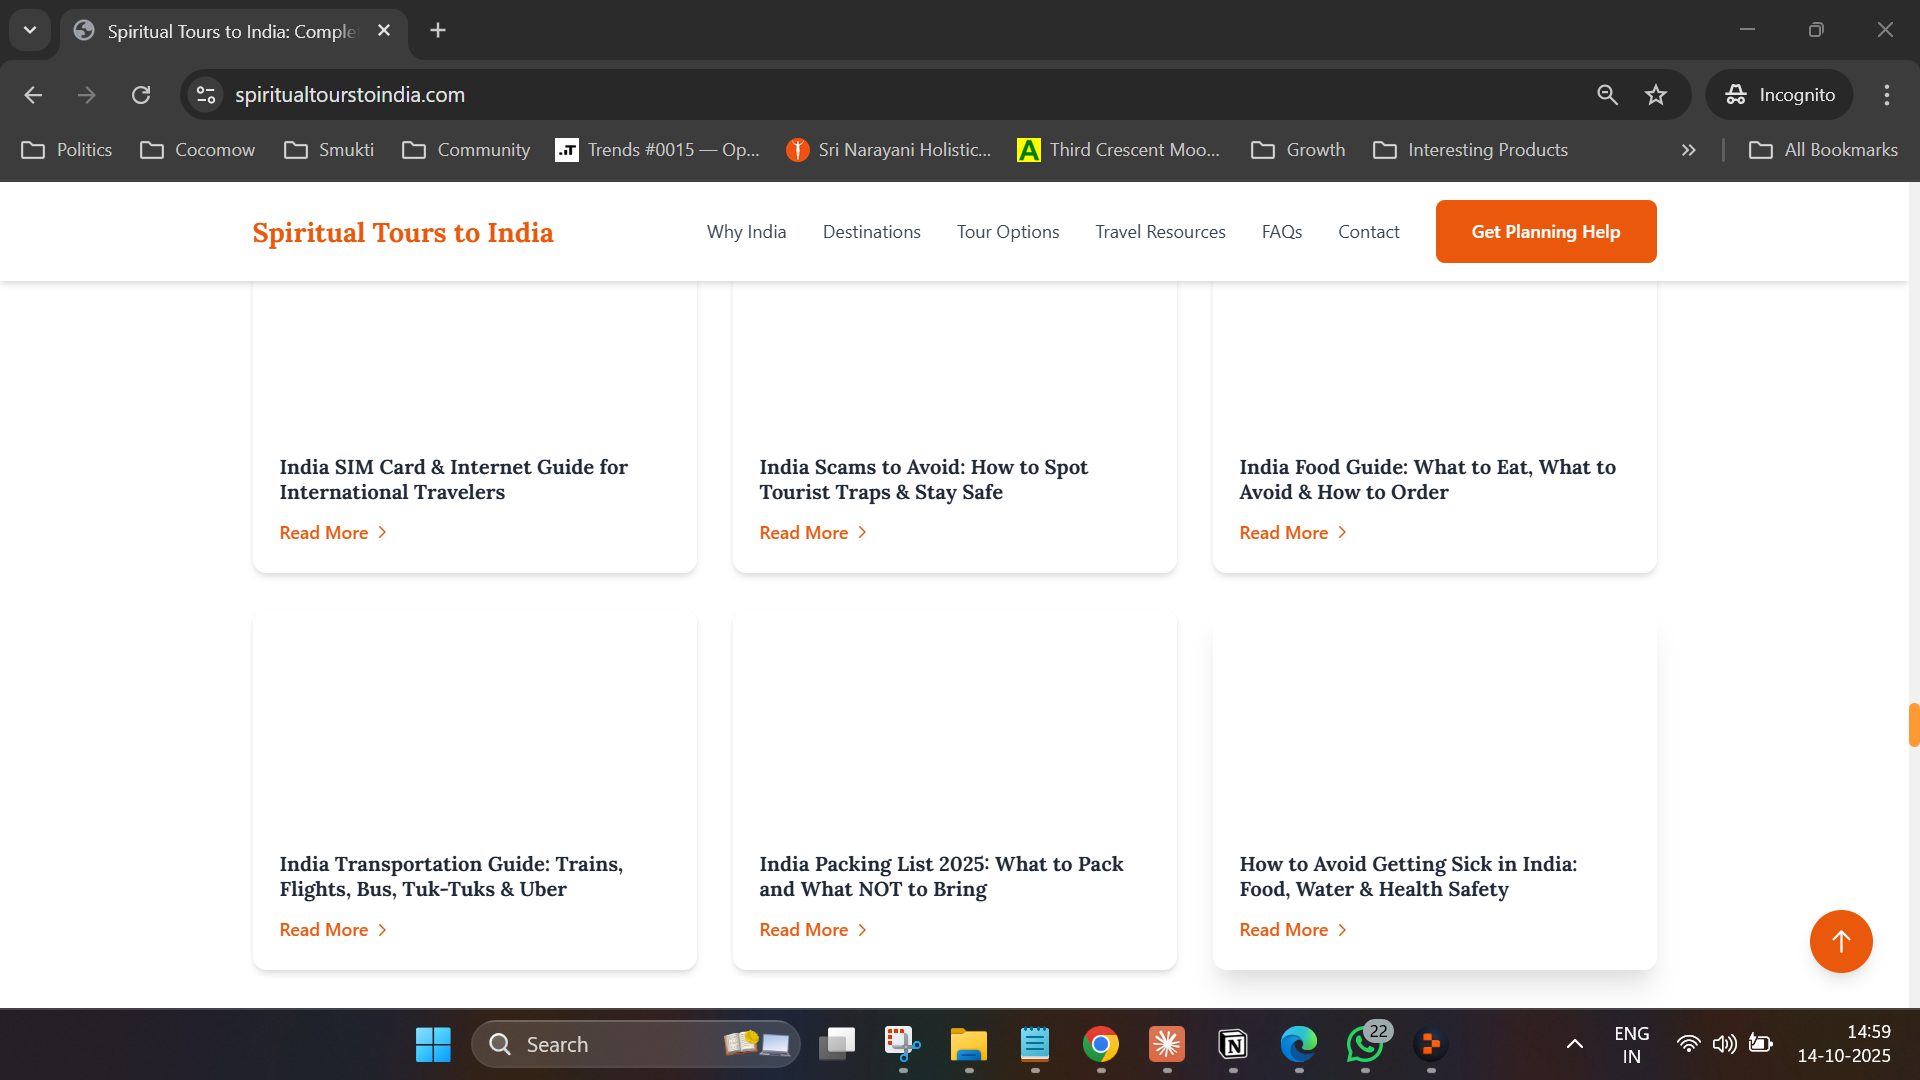 Spiritual Tours to India: Comple
spiritualtourstoindia.com
Incognito
Politics
Cocomow
Smukti
Community
Trends #0015 — Op...
Sri Narayani Holistic...
Third Crescent Moo...
Growth
Interesting Products
All Bookmarks
Spiritual Tours to India
Why India
Destinations
Tour Options
Travel Resources
FAQs
Contact
Get Planning Help
India SIM Card & Internet Guide for
International Travelers
Read More
India Scams to Avoid: How to Spot
Tourist Traps & Stay Safe
Read More
India Food Guide: What to Eat, What to
Avoid & How to Order
Read More
India Transportation Guide: Trains,
Flights, Bus, Tuk-Tuks & Uber
Read More
India Packing List 2025: What to Pack
and What NOT to Bring
Read More
How to Avoid Getting Sick in India:
Food, Water & Health Safety
Read More
Search
22
ENG
IN
14:59
14-10-2025